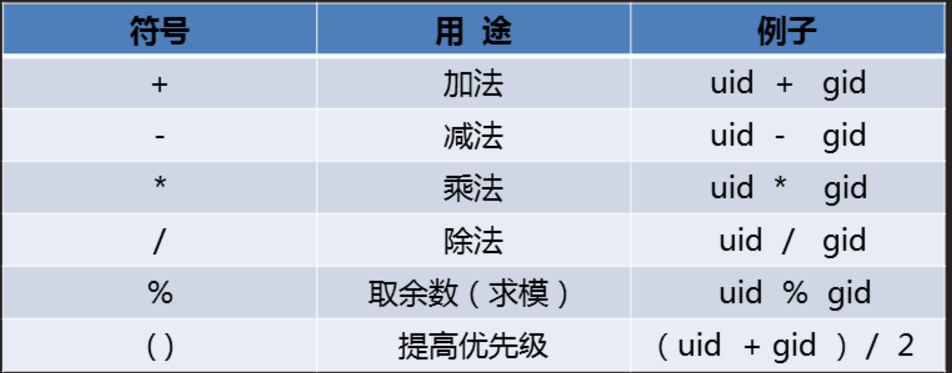 符号 用 途 例子
+ 加法 uid + gid
- 减法 uid - gid
* 乘法 uid * gid
/ 除法 uid / gid
% 取余数（求模） uid % gid
( ) 提高优先级 （uid + gid ）/ 2